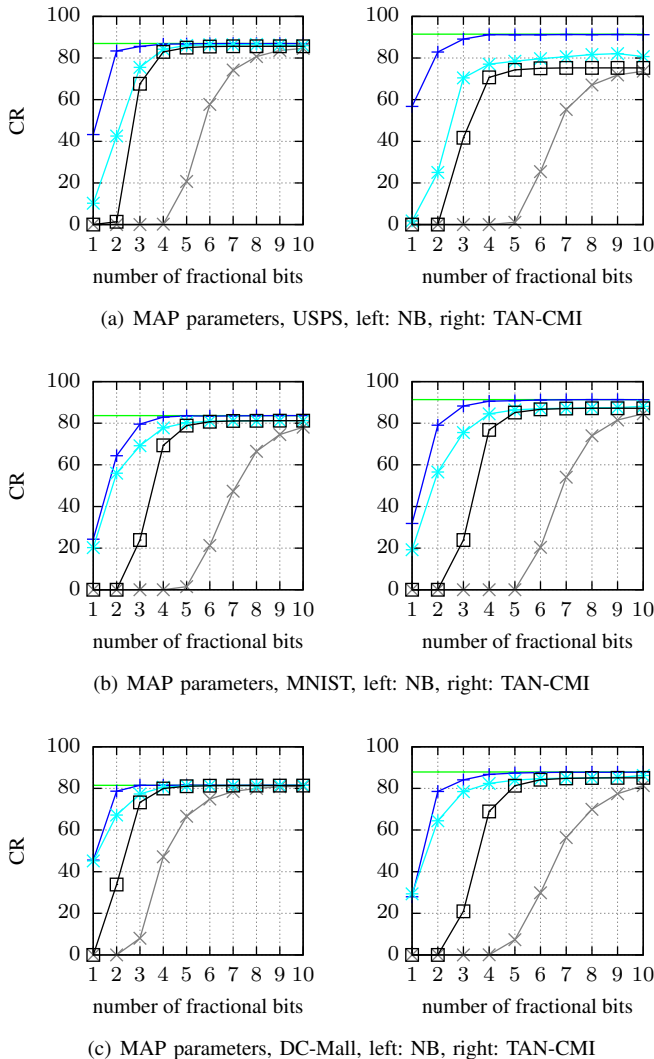 100
80
60
40
20
0
CR
1 2 3 4 5 6 7 8 9 10
number of fractional bits
100
80
60
40
20
0
1 2 3 4 5 6 7 8 9 10
number of fractional bits
(a) MAP parameters, USPS, left: NB, right: TAN-CMI
100
80
60
40
20
0
CR
1 2 3 4 5 6 7 8 9 10
number of fractional bits
100
80
60
40
20
0
1 2 3 4 5 6 7 8 9 10
number of fractional bits
(b) MAP parameters, MNIST, left: NB, right: TAN-CMI
100
80
60
40
20
0
CR
1 2 3 4 5 6 7 8 9 10
number of fractional bits
100
80
60
40
20
0
1 2 3 4 5 6 7 8 9 10
number of fractional bits
(c) MAP parameters, DC-Mall, left: NB, right: TAN-CMI